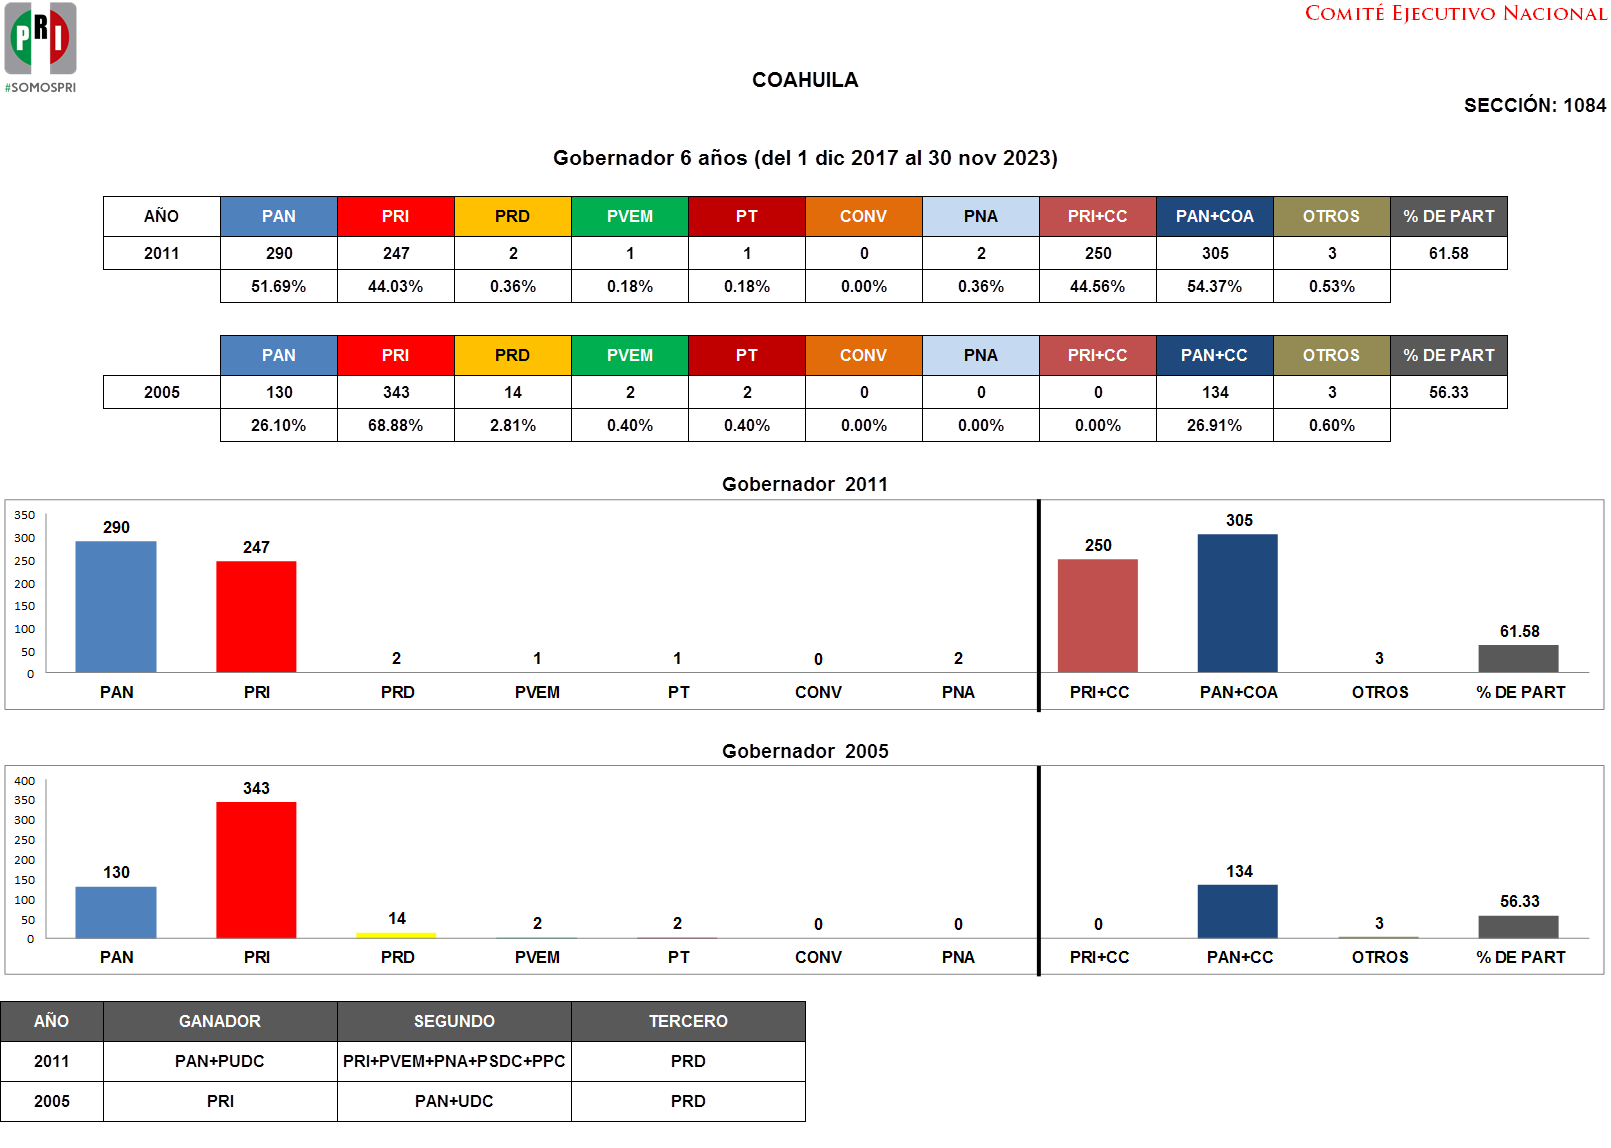 PRI
#SOMOSPRI
COMITÉ EJECUTIVO NACIONAL
COAHUILA
SECCIÓN: 1084
Gobernador 6 años (del 1 dic 2017 al 30 nov 2023)
AÑO PAN PRI PRD PVEM PT CONV PNA PRI+CC PAN+COA OTROS % DE PART
2011 290 247 2 1 1 0 2 250 305 3 61.58
51.69% 44.03% 0.36% 0.18% 0.18% 0.00% 0.36% 44.56% 54.37% 0.53%
PAN PRI PRD PVEM PT CONV PNA PRI+CC PAN+CC OTROS % DE PART
2005 130 343 14 2 2 0 0 0 134 3 56.33
26.10% 68.88% 2.81% 0.40% 0.40% 0.00% 0.00% 0.00% 26.91% 0.60%
Gobernador 2011
350
300
250
200
150
100
50
0
290 247 2 1 1 0 2 250 305 3 61.58
PAN PRI PRD PVEM PT CONV PNA PRI+CC PAN+COA OTROS % DE PART
Gobernador 2005
400
350
300
250
200
150
100
50
0
130 343 14 2 2 0 0 0 134 3 56.33
PAN PRI PRD PVEM PT CONV PNA PRI+CC PAN+CC OTROS % DE PART
AÑO GANADOR SEGUNDO TERCERO
2011 PAN+PUDC PRI+PVEM+PNA+PSDC+PPC PRD
2005 PRI PAN+UDC PRD